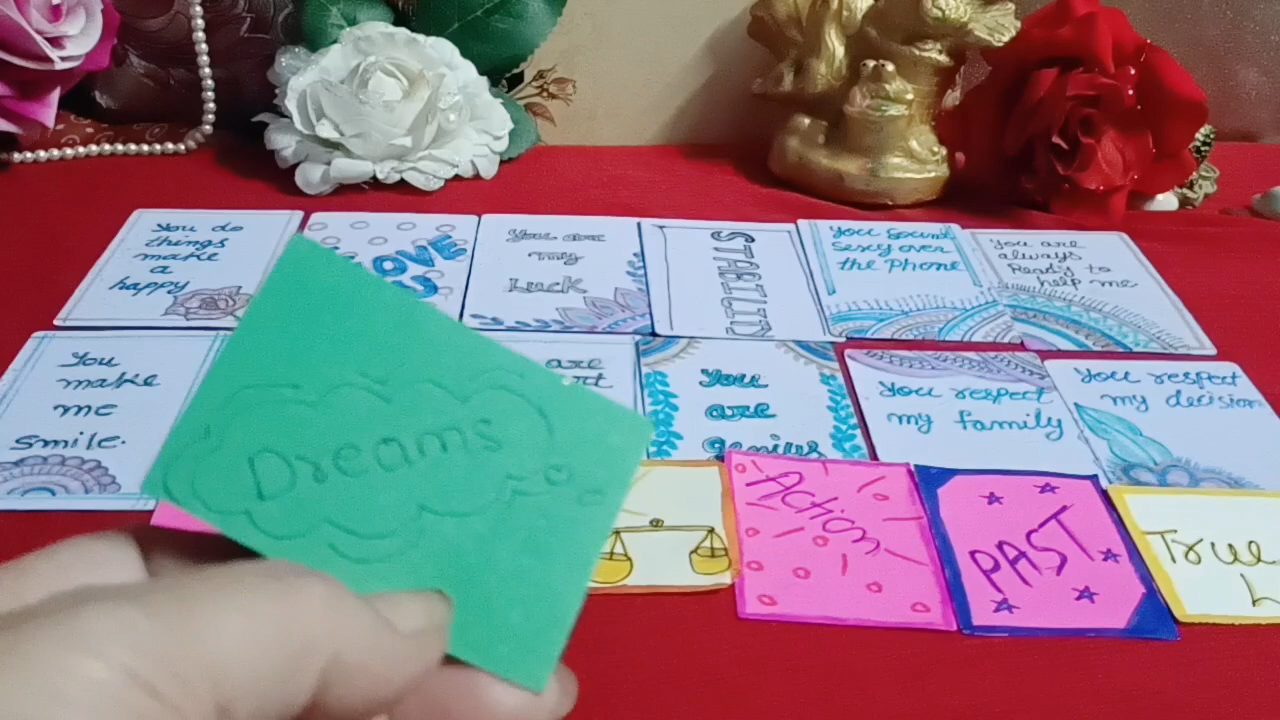 You do
things
make
a
happy
LOVE
U
You are
my
Luck
STABILITY
You sound
Sexy over
the Phone
You are
always
Ready to
help me
You
make
me
smile.
are
You
are
genius
You respect
my family
You respect
my decision
Dreams
Action
PAST
True